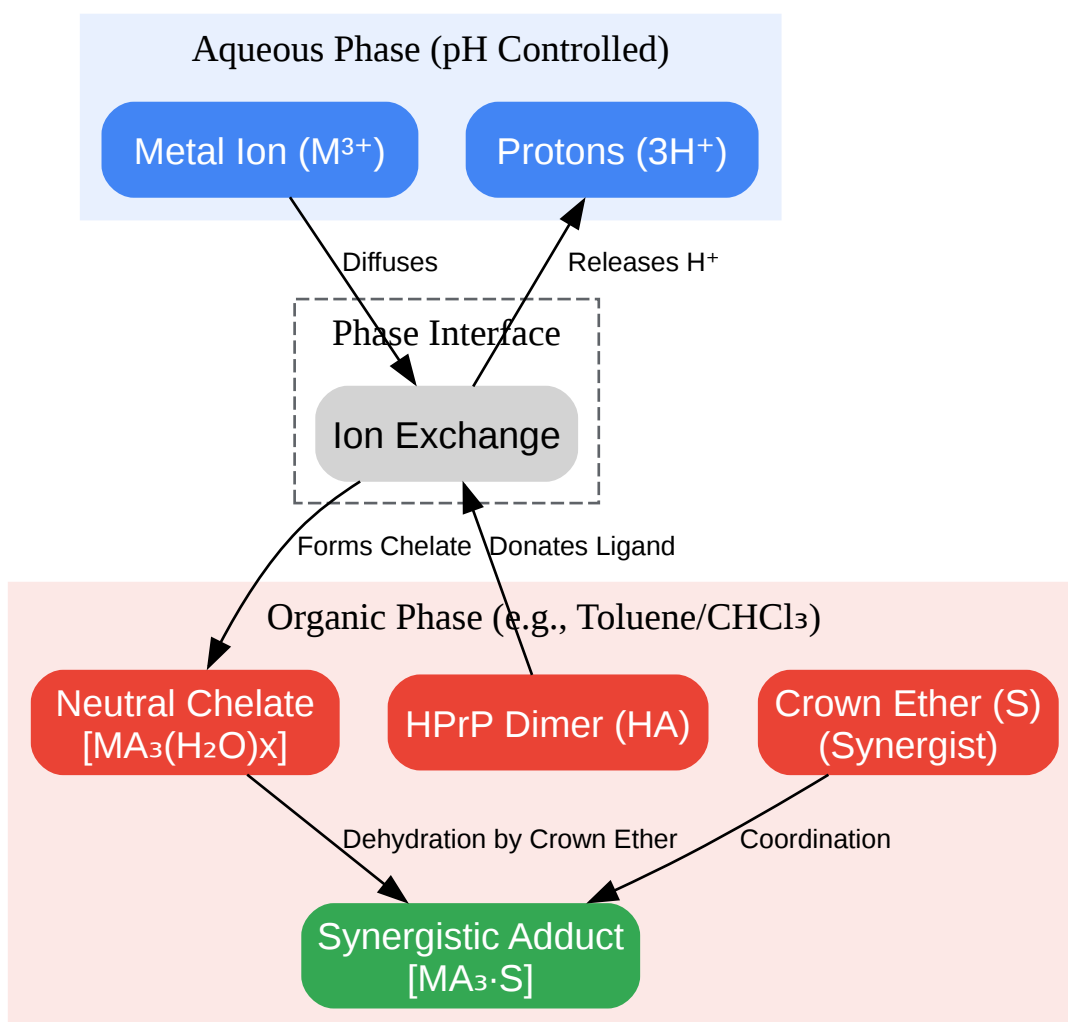 Aqueous Phase (pH Controlled)
Metal Ion (M³⁺)
Protons (3H⁺)
Diffuses
Releases H⁺
Phase Interface
Ion Exchange
Forms Chelate
Donates Ligand
Organic Phase (e.g., Toluene/CHCl₃)
Neutral Chelate
[MA₃(H₂O)x]
HPrP Dimer (HA)
Crown Ether (S)
(Synergist)
Dehydration by Crown Ether
Coordination
Synergistic Adduct
[MA₃·S]